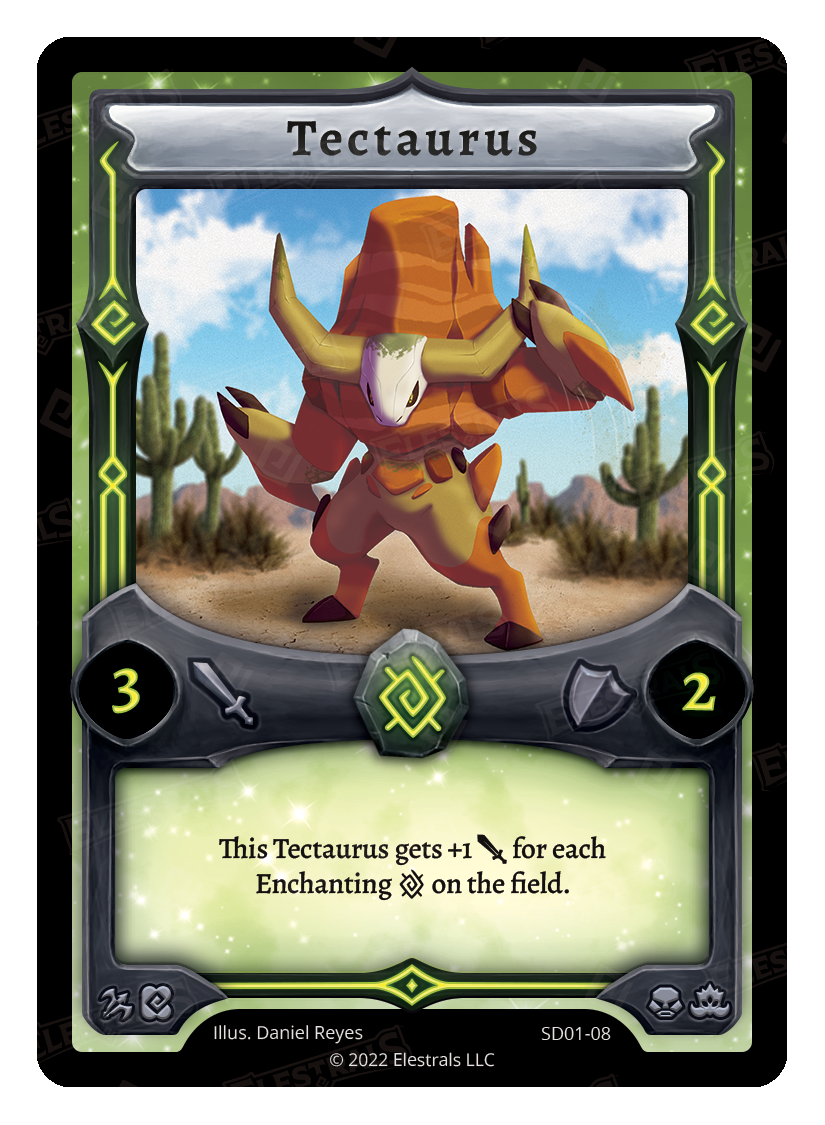 Tectaurus
3
2
This Tectaurus gets +1 for each
Enchanting on the field.
Illus. Daniel Reyes
SD01-08
© 2022 Elestrals LLC
ELESTRALS